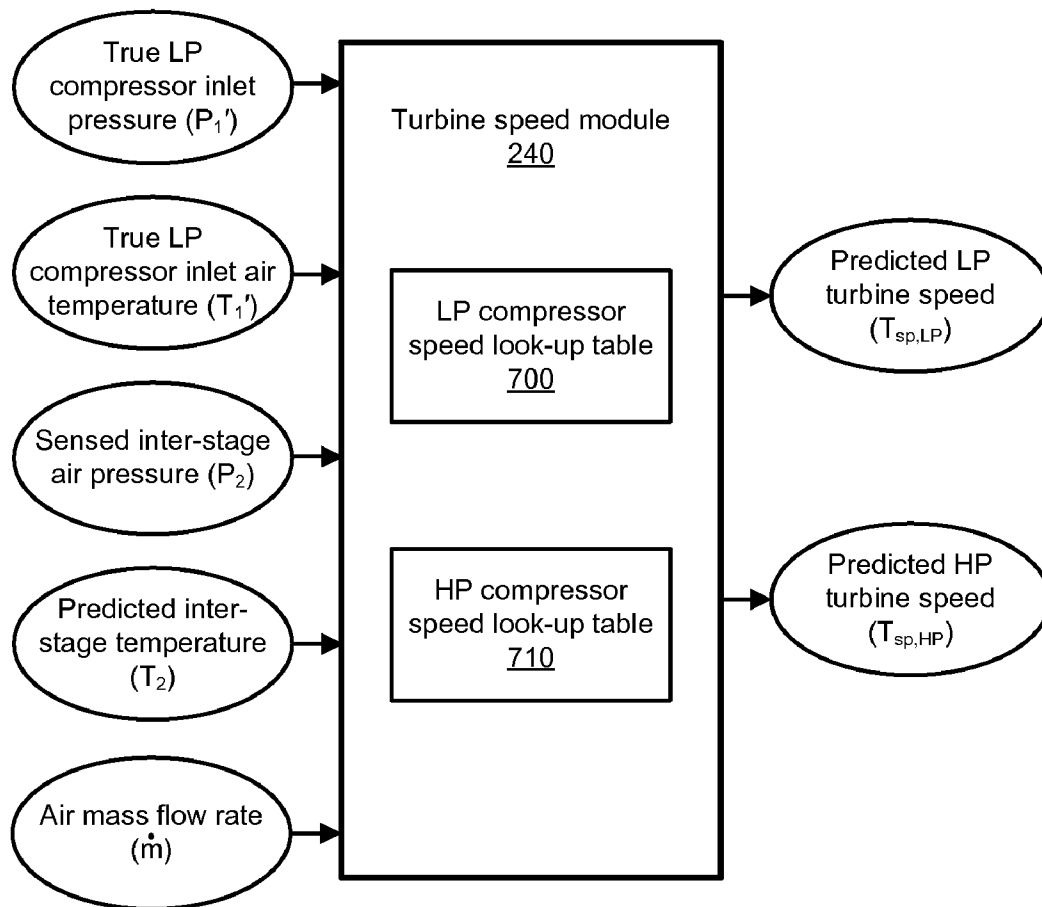 True LP
compressor inlet
pressure (P₁′)
True LP
compressor inlet air
temperature (T₁′)
Sensed inter-stage
air pressure (P₂)
Predicted inter-
stage temperature
(T₂)
Air mass flow rate
(ṁ)
Turbine speed module
240
LP compressor
speed look-up table
700
HP compressor
speed look-up table
710
Predicted LP
turbine speed
(Tsp,LP)
Predicted HP
turbine speed
(Tsp,HP)